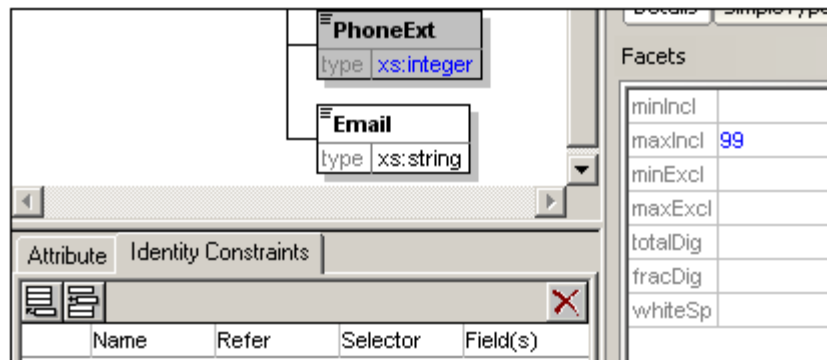 PhoneExt
type xs:integer
Email
type xs:string
Attribute Identity Constraints
Name Refer Selector Field(s)
Details SimpleType
Facets
minIncl
maxIncl 99
minExcl
maxExcl
totalDig
fracDig
whiteSp